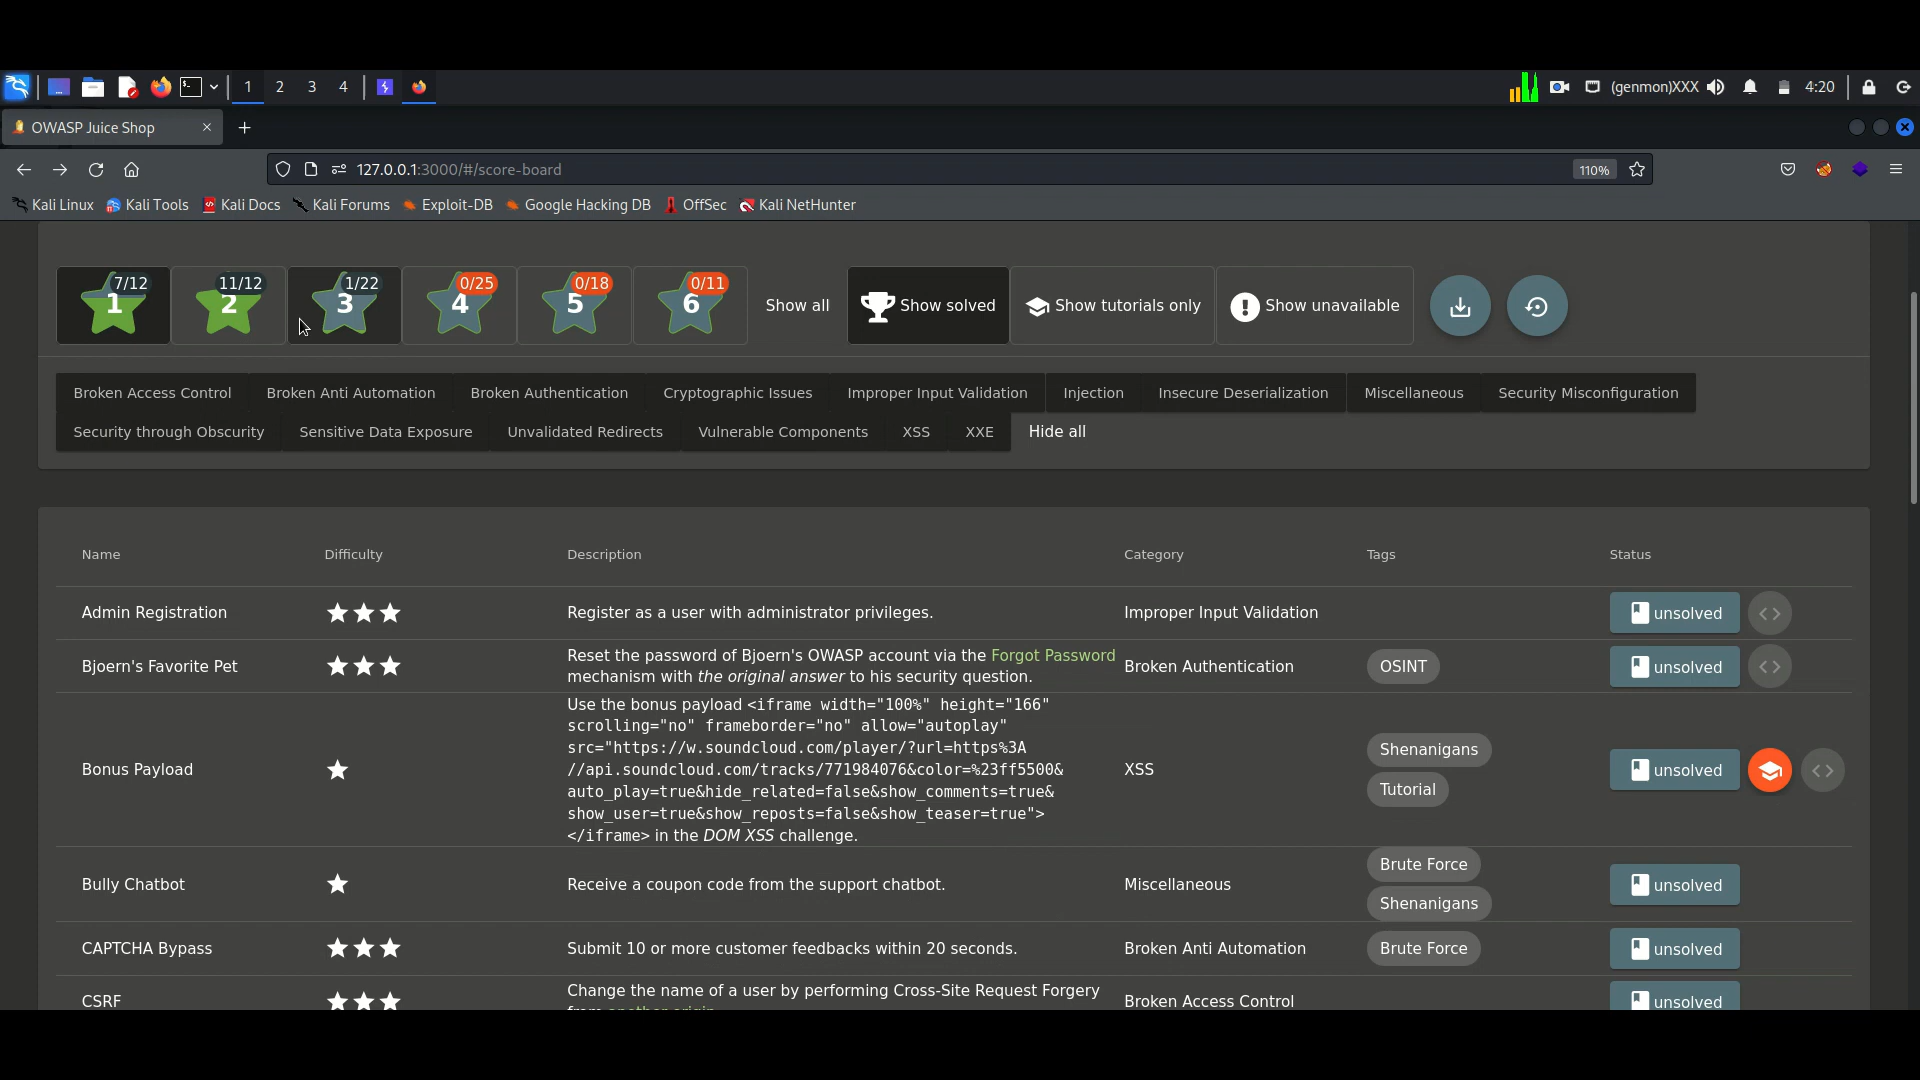 1 2 3 4 (genmon)XXX 4:20
OWASP Juice Shop
127.0.0.1:3000/#/score-board 110%
Kali Linux Kali Tools Kali Docs Kali Forums Exploit-DB Google Hacking DB OffSec Kali NetHunter
7/12 11/12 1/22 0/25 0/18 0/11
1 2 3 4 5 6 Show all Show solved Show tutorials only Show unavailable
Broken Access Control Broken Anti Automation Broken Authentication Cryptographic Issues Improper Input Validation Injection Insecure Deserialization Miscellaneous Security Misconfiguration
Security through Obscurity Sensitive Data Exposure Unvalidated Redirects Vulnerable Components XSS XXE Hide all
Name Difficulty Description Category Tags Status
Admin Registration Register as a user with administrator privileges. Improper Input Validation unsolved
Bjoern's Favorite Pet Reset the password of Bjoern's OWASP account via the Forgot Password
mechanism with the original answer to his security question. Broken Authentication OSINT unsolved
Use the bonus payload <iframe width="100%" height="166"
scrolling="no" frameborder="no" allow="autoplay"
src="https://w.soundcloud.com/player/?url=https%3A
Bonus Payload //api.soundcloud.com/tracks/771984076&color=%23ff5500& XSS Shenanigans unsolved
auto_play=true&hide_related=false&show_comments=true& Tutorial
show_user=true&show_reposts=false&show_teaser=true">
</iframe> in the DOM XSS challenge.
Bully Chatbot Receive a coupon code from the support chatbot. Miscellaneous Brute Force unsolved
Shenanigans
CAPTCHA Bypass Submit 10 or more customer feedbacks within 20 seconds. Broken Anti Automation Brute Force unsolved
CSRF Change the name of a user by performing Cross-Site Request Forgery Broken Access Control unsolved
from another origin.